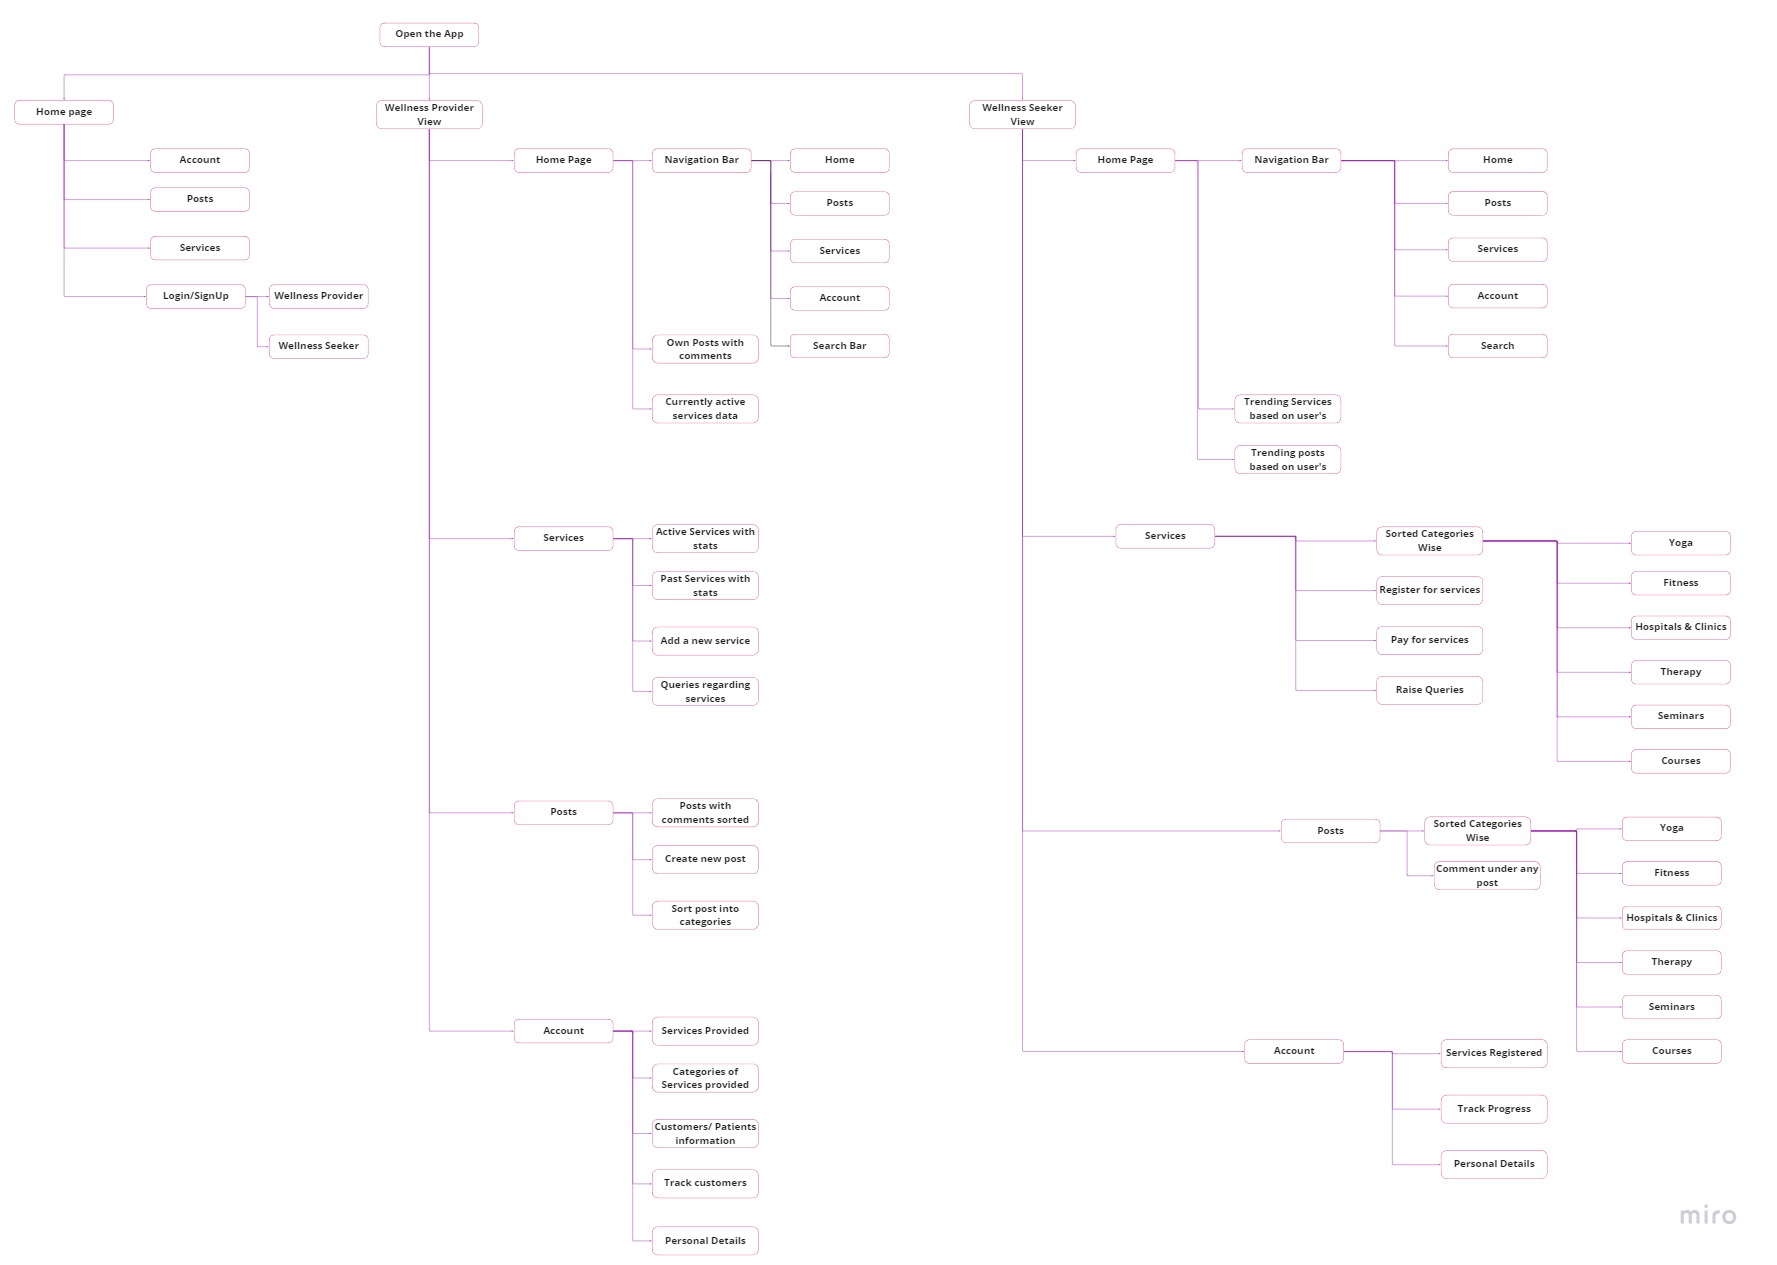 Open the App
Home page
Account
Posts
Services
Login/SignUp
Wellness Provider
Wellness Seeker
Wellness Provider
View
Home Page
Navigation Bar
Home
Posts
Services
Account
Search Bar
Own Posts with
comments
Currently active
services data
Services
Active Services with
stats
Past Services with
stats
Add a new service
Queries regarding
services
Posts
Posts with
comments sorted
Create new post
Sort post into
categories
Account
Services Provided
Categories of
Services provided
Customers/ Patients
information
Track customers
Personal Details
Wellness Seeker
View
Home Page
Navigation Bar
Home
Posts
Services
Account
Search
Trending Services
based on user's
Trending posts
based on user's
Services
Sorted Categories
Wise
Yoga
Fitness
Hospitals & Clinics
Therapy
Seminars
Courses
Register for services
Pay for services
Raise Queries
Posts
Sorted Categories
Wise
Yoga
Fitness
Hospitals & Clinics
Therapy
Seminars
Courses
Comment under any
post
Account
Services Registered
Track Progress
Personal Details
miro